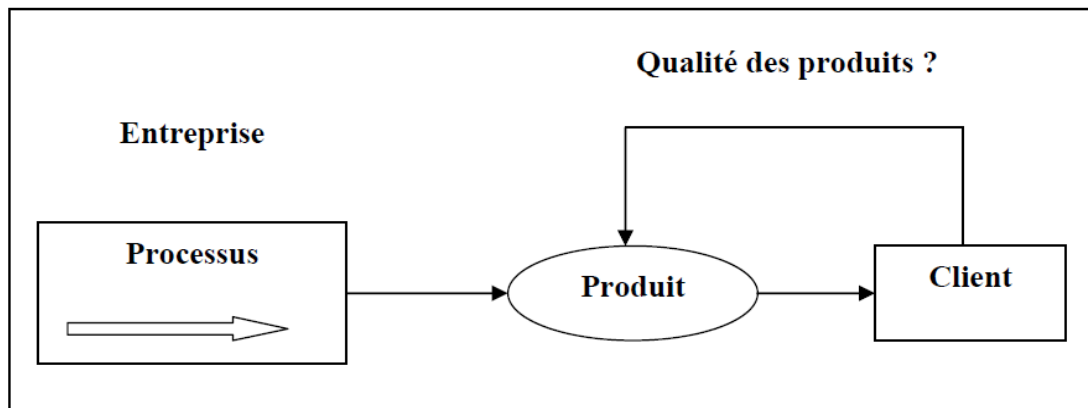 Qualité des produits ?
Entreprise
Processus
Produit
Client